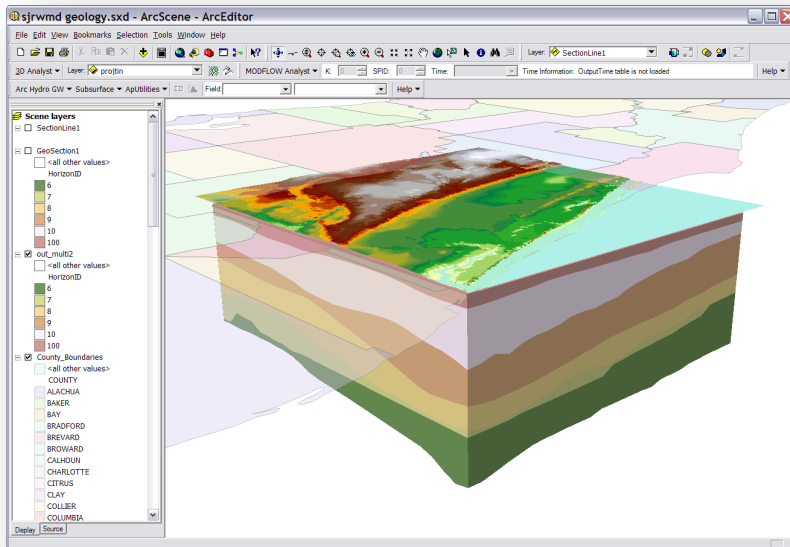 sjrwmd geology.sxd - ArcScene - ArcEditor
File Edit View Bookmarks Selection Tools Window Help
Layer: SectionLine1
3D Analyst Layer: projtin MODFLOW Analyst K: 0 SPID: 0 Time: Time Information: OutputTime table is not loaded Help
Arc Hydro GW Subsurface ApUtilities ID Field: Help
Scene layers
SectionLine1
GeoSection1
<all other values>
HorizonID
6
7
8
9
10
100
out_multi2
<all other values>
HorizonID
6
7
8
9
10
100
County_Boundaries
<all other values>
COUNTY
ALACHUA
BAKER
BAY
BRADFORD
BREVARD
BROWARD
CALHOUN
CHARLOTTE
CITRUS
CLAY
COLLIER
COLUMBIA
Display Source